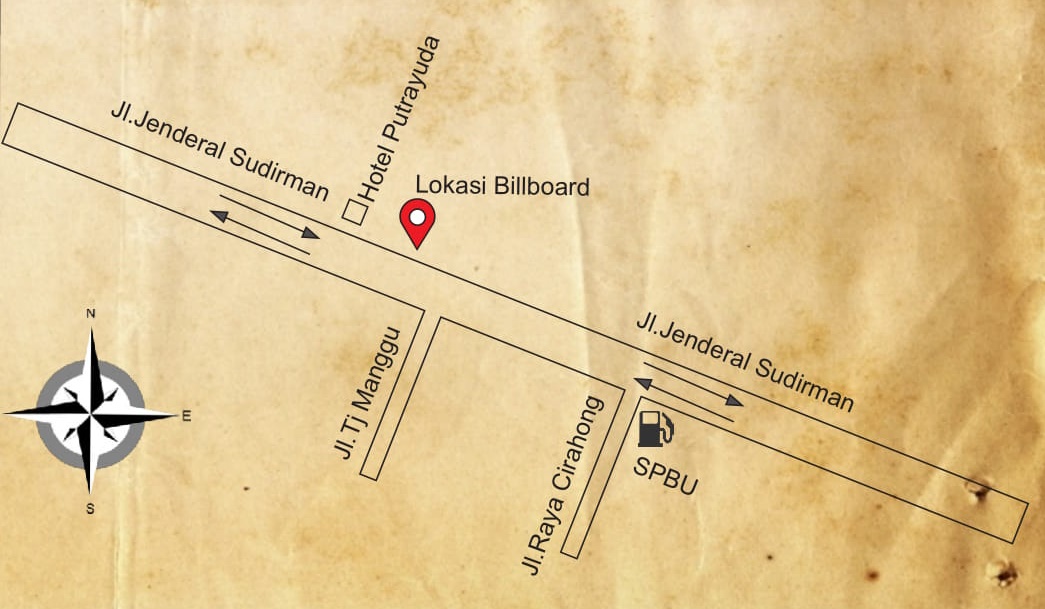 Jl.Jenderal Sudirman
Hotel Putrayuda
Lokasi Billboard
Jl.Tj Manggu
Jl.Jenderal Sudirman
Jl.Raya Cirahong
SPBU
N
E
S